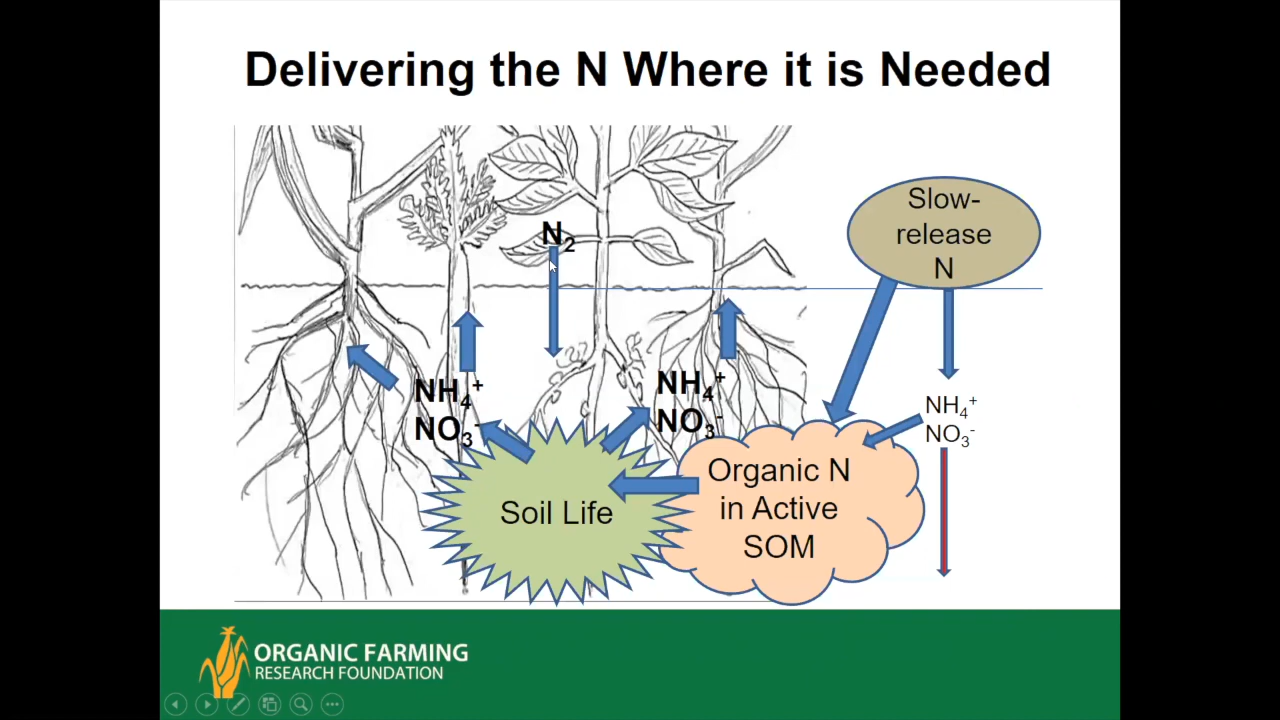 Delivering the N Where it is Needed
Slow-
release
N
N₂
NH₄⁺
NO₃⁻
NH₄⁺
NO₃⁻
NH₄⁺
NO₃⁻
Organic N
in Active
SOM
Soil Life
ORGANIC FARMING
RESEARCH FOUNDATION